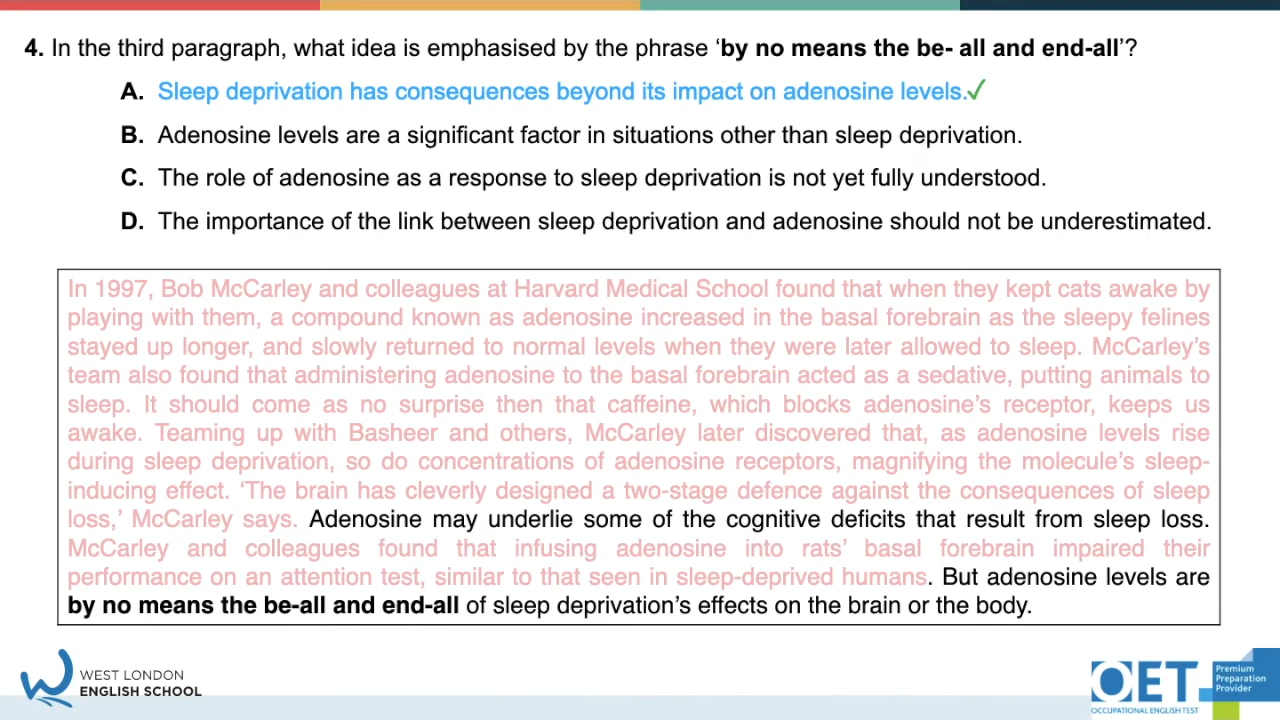 4. In the third paragraph, what idea is emphasised by the phrase ‘by no means the be- all and end-all’?
A. Sleep deprivation has consequences beyond its impact on adenosine levels.✓
B. Adenosine levels are a significant factor in situations other than sleep deprivation.
C. The role of adenosine as a response to sleep deprivation is not yet fully understood.
D. The importance of the link between sleep deprivation and adenosine should not be underestimated.
In 1997, Bob McCarley and colleagues at Harvard Medical School found that when they kept cats awake by
playing with them, a compound known as adenosine increased in the basal forebrain as the sleepy felines
stayed up longer, and slowly returned to normal levels when they were later allowed to sleep. McCarley’s
team also found that administering adenosine to the basal forebrain acted as a sedative, putting animals to
sleep. It should come as no surprise then that caffeine, which blocks adenosine’s receptor, keeps us
awake. Teaming up with Basheer and others, McCarley later discovered that, as adenosine levels rise
during sleep deprivation, so do concentrations of adenosine receptors, magnifying the molecule’s sleep-
inducing effect. ‘The brain has cleverly designed a two-stage defence against the consequences of sleep
loss,’ McCarley says. Adenosine may underlie some of the cognitive deficits that result from sleep loss.
McCarley and colleagues found that infusing adenosine into rats’ basal forebrain impaired their
performance on an attention test, similar to that seen in sleep-deprived humans. But adenosine levels are
by no means the be-all and end-all of sleep deprivation’s effects on the brain or the body.
WEST LONDON
ENGLISH SCHOOL
OET
OCCUPATIONAL ENGLISH TEST
Premium
Preparation
Provider